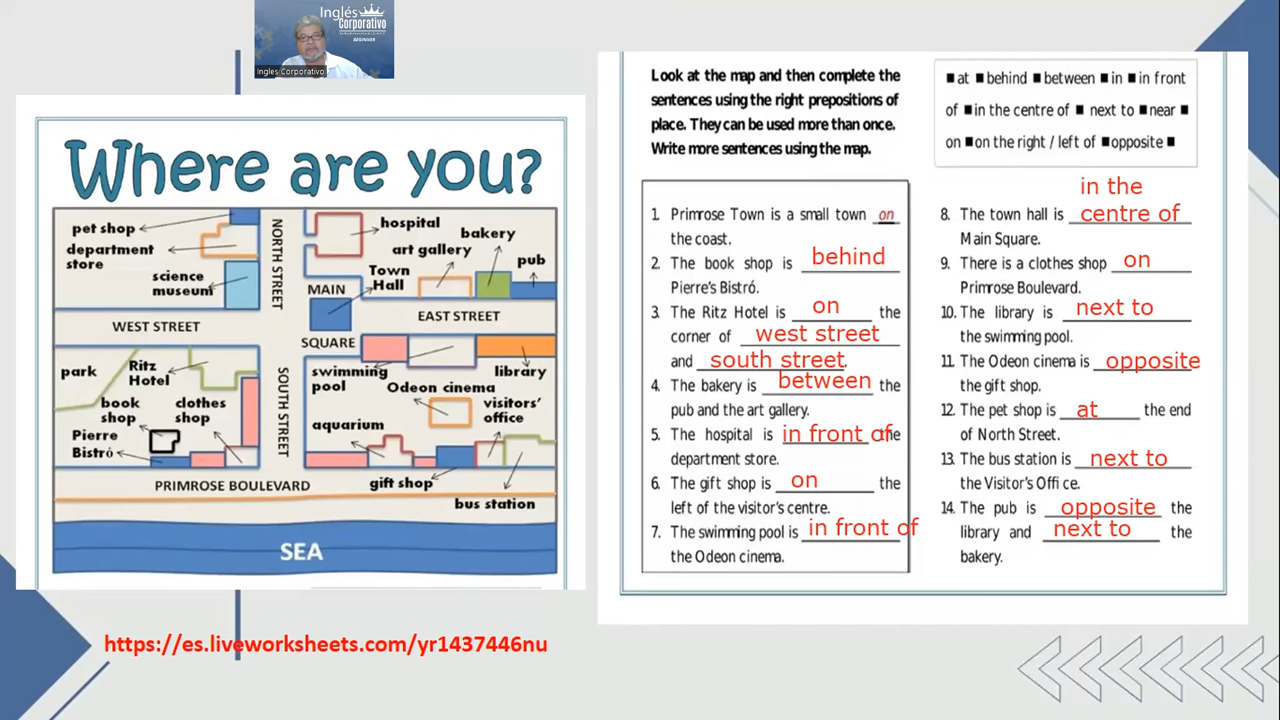 Inglés
Corporativo
BEGINNER
Ingles Corporativo
Where are you?
pet shop
department
store
science
museum
NORTH STREET
hospital
bakery
art gallery
pub
Town
Hall
MAIN
EAST STREET
WEST STREET
SQUARE
park
Ritz
Hotel
swimming
pool
library
Odeon cinema
book
shop
clothes
shop
SOUTH STREET
visitors'
office
aquarium
Pierre
Bistró
gift shop
PRIMROSE BOULEVARD
bus station
SEA
https://es.liveworksheets.com/yr1437446nu
Look at the map and then complete the
sentences using the right prepositions of
place. They can be used more than once.
Write more sentences using the map.
■at ■behind ■between ■in ■in front
of ■in the centre of ■ next to ■near ■
on ■on the right / left of ■opposite ■
1. Primrose Town is a small town on
the coast.
2. The book shop is behind
Pierre's Bistró.
3. The Ritz Hotel is on the
corner of west street
and south street.
4. The bakery is between the
pub and the art gallery.
5. The hospital is in front of the
department store.
6. The gift shop is on the
left of the visitor's centre.
7. The swimming pool is in front of
the Odeon cinema.
in the
8. The town hall is centre of
Main Square.
9. There is a clothes shop on
Primrose Boulevard.
10. The library is next to
the swimming pool.
11. The Odeon cinema is opposite
the gift shop.
12. The pet shop is at the end
of North Street.
13. The bus station is next to
the Visitor's Offi ce.
14. The pub is opposite the
library and next to the
bakery.